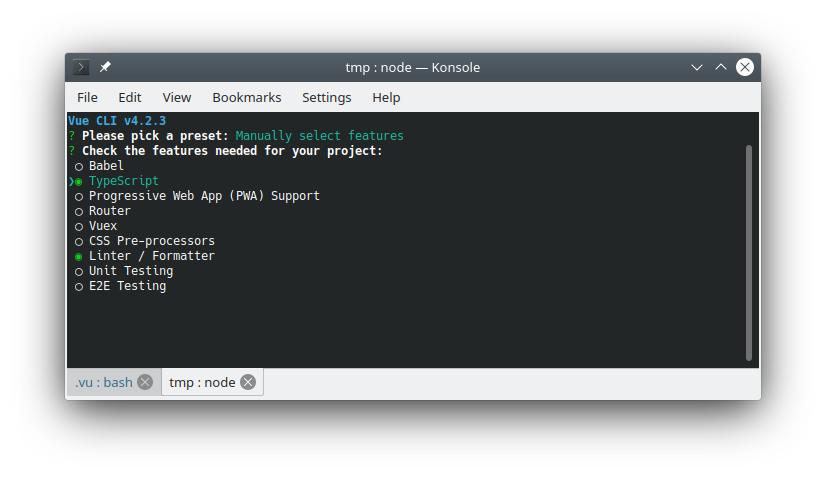 tmp : node — Konsole
File Edit View Bookmarks Settings Help
Vue CLI v4.2.3
? Please pick a preset: Manually select features
? Check the features needed for your project:
○ Babel
❯◉ TypeScript
○ Progressive Web App (PWA) Support
○ Router
○ Vuex
○ CSS Pre-processors
◉ Linter / Formatter
○ Unit Testing
○ E2E Testing
.vu : bash tmp : node